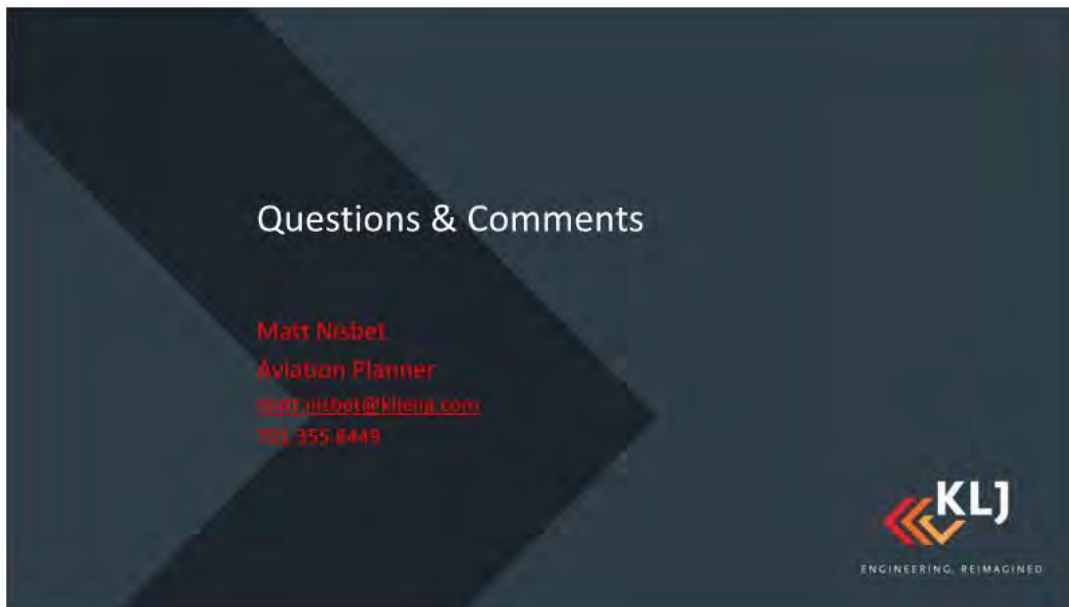 Questions & Comments
Matt Nisbet
Aviation Planner
matt.nisbet@kljeng.com
701 355 8449
KLJ
ENGINEERING, REIMAGINED